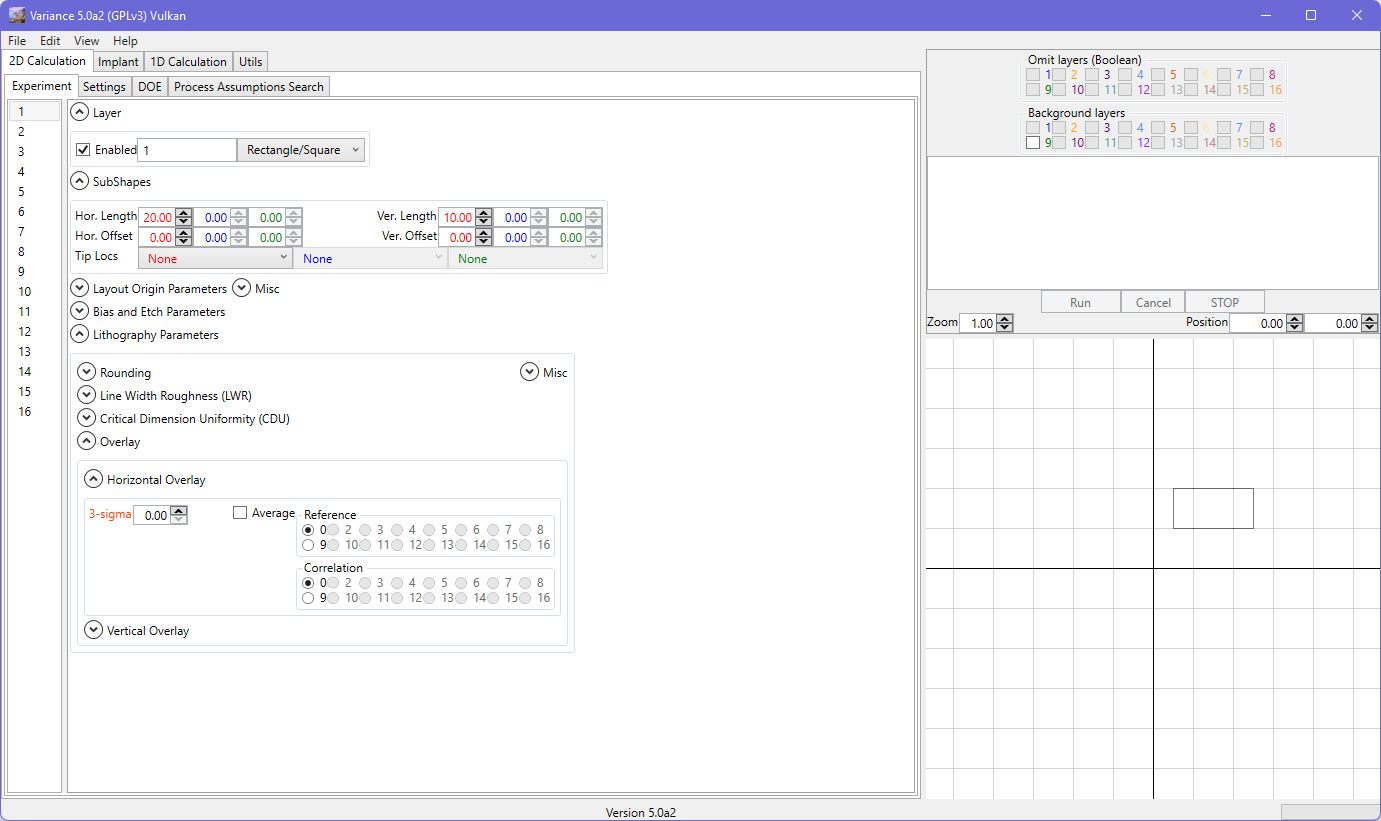 Variance 5.0a2 (GPLv3) Vulkan
File Edit View Help
2D Calculation Implant 1D Calculation Utils
Experiment Settings DOE Process Assumptions Search
1
2
3
4
5
6
7
8
9
10
11
12
13
14
15
16
Layer
Enabled 1 Rectangle/Square
SubShapes
Hor. Length 20.00 0.00 0.00 Ver. Length 10.00 0.00 0.00
Hor. Offset 0.00 0.00 0.00 Ver. Offset 0.00 0.00 0.00
Tip Locs None None None
Layout Origin Parameters Misc
Bias and Etch Parameters
Lithography Parameters
Rounding Misc
Line Width Roughness (LWR)
Critical Dimension Uniformity (CDU)
Overlay
Horizontal Overlay
3-sigma 0.00 Average
Reference
0 2 3 4 5 6 7 8
9 10 11 12 13 14 15 16
Correlation
0 2 3 4 5 6 7 8
9 10 11 12 13 14 15 16
Vertical Overlay
Omit layers (Boolean)
1 2 3 4 5 6 7 8
9 10 11 12 13 14 15 16
Background layers
1 2 3 4 5 6 7 8
9 10 11 12 13 14 15 16
Run Cancel STOP
Zoom 1.00 Position 0.00 0.00
Version 5.0a2